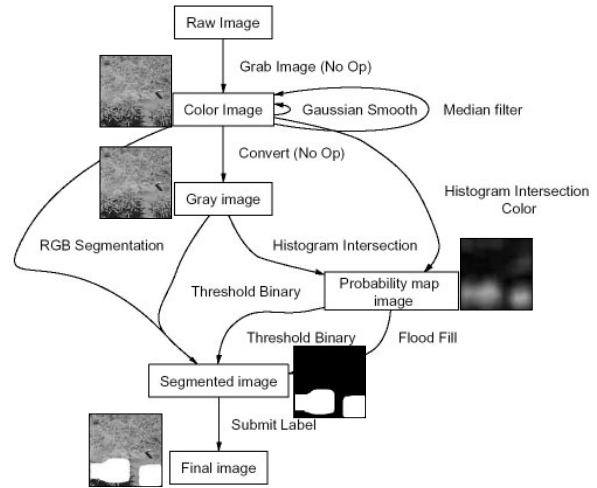 Raw Image
Grab Image (No Op)
Color Image
Gaussian Smooth
Median filter
Convert (No Op)
Gray image
Histogram Intersection
Color
RGB Segmentation
Histogram Intersection
Threshold Binary
Probability map
image
Threshold Binary
Flood Fill
Segmented image
Submit Label
Final image